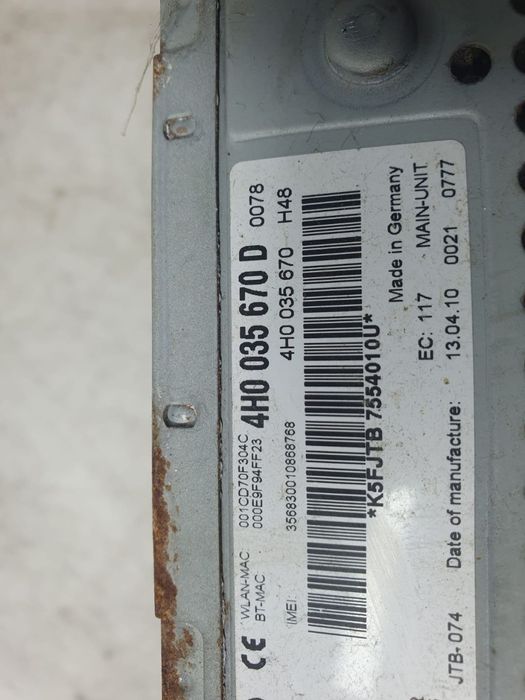 WLAN-MAC 001CD70F304C
BT-MAC 000E9F94FF23
CE 4H0 035 670 D 0078
IMEI: 356830010868768 4H0 035 670 H48
*K5FJTB 7554010U*
Made in Germany
EC: 117 MAIN-UNIT
JTB-074 Date of manufacture: 13.04.10 0021 0777